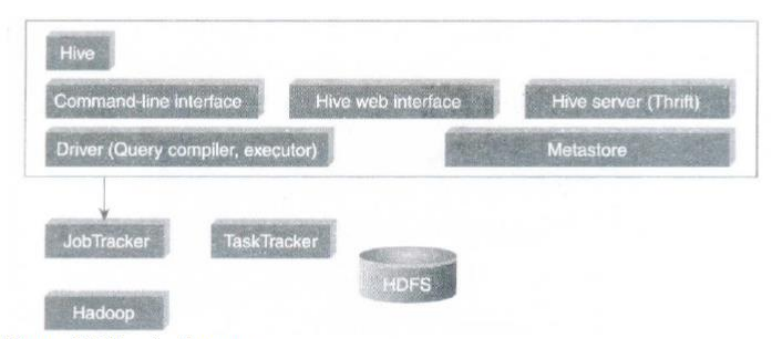 Hive
Command-line interface
Hive web interface
Hive server (Thrift)
Driver (Query compiler, executor)
Metastore
JobTracker
TaskTracker
HDFS
Hadoop